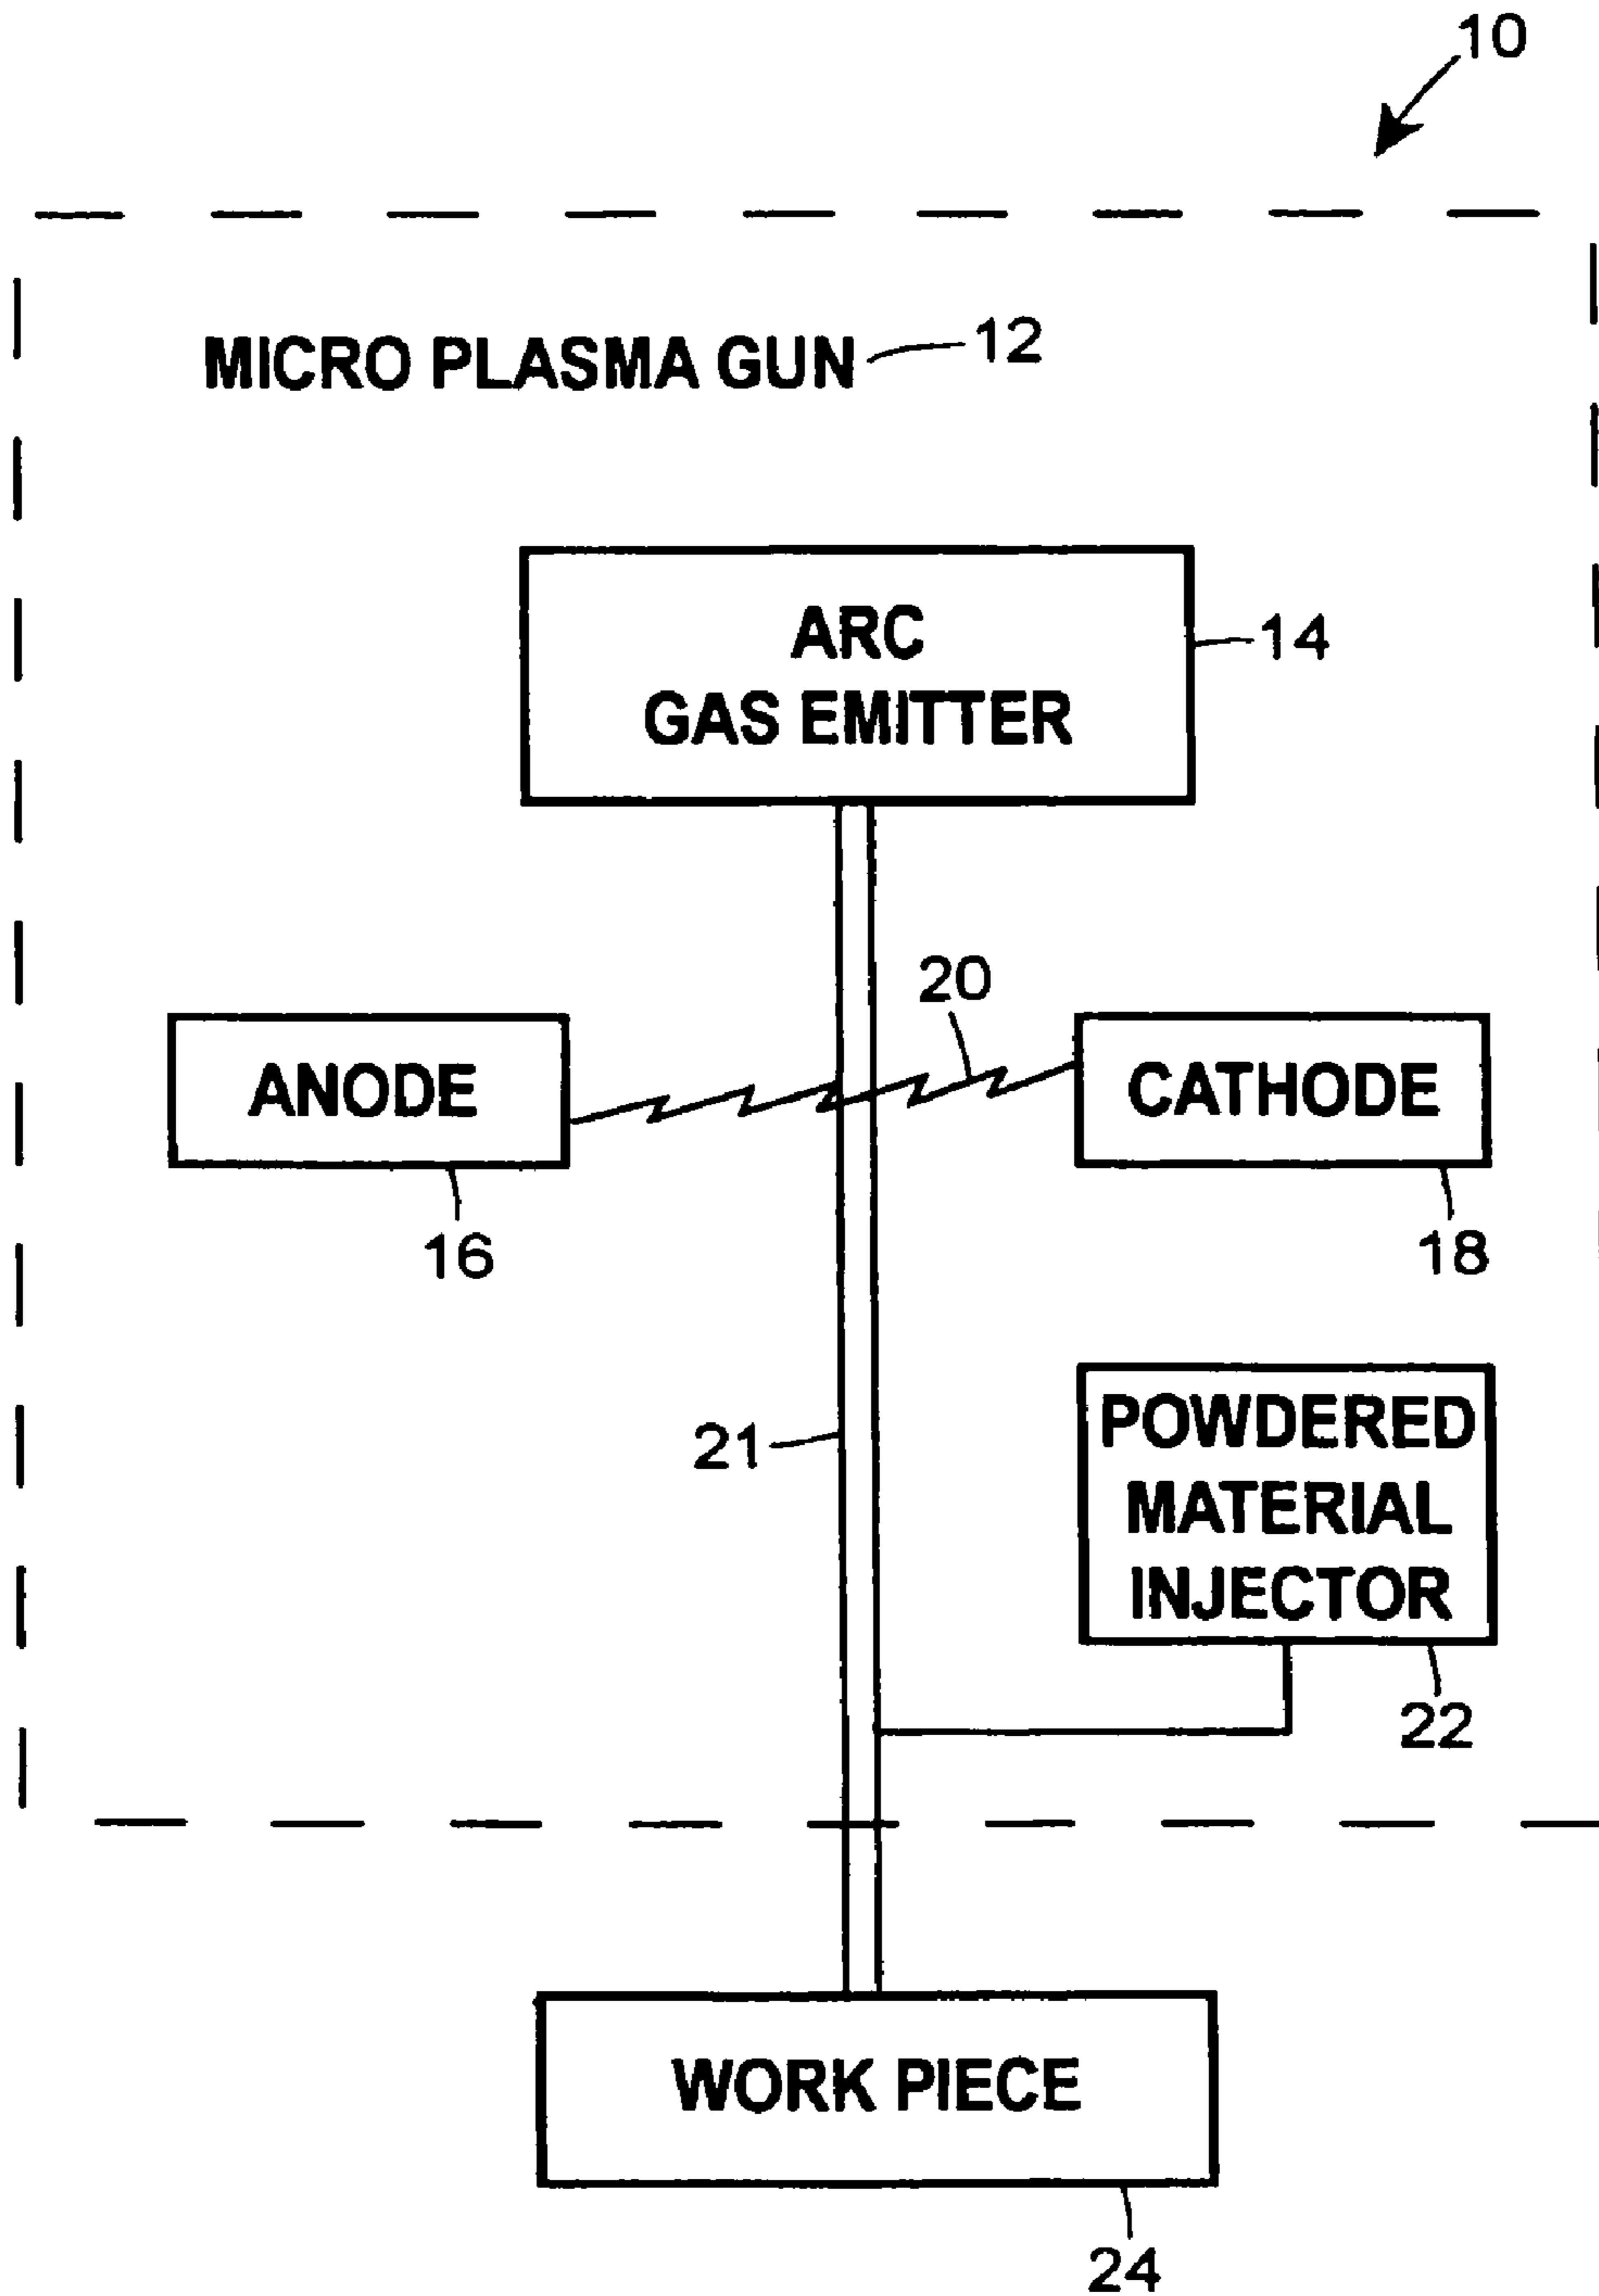 10
MICRO PLASMA GUN 12
ARC
GAS EMITTER
14
20
ANODE
CATHODE
16
18
21
POWDERED
MATERIAL
INJECTOR
22
WORK PIECE
24